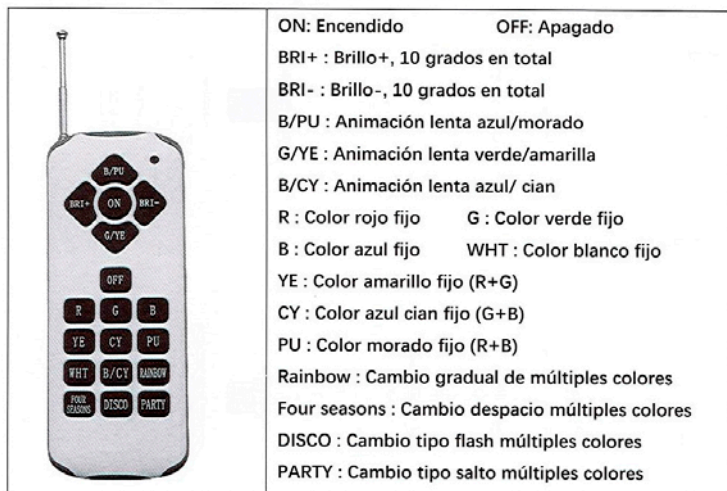 B/PU
BRI+ ON BRI-
G/YE
OFF
R G B
YE CY PU
WHT B/CY RAINBOW
FOUR SEASONS DISCO PARTY
ON: Encendido OFF: Apagado
BRI+ : Brillo+, 10 grados en total
BRI- : Brillo-, 10 grados en total
B/PU : Animación lenta azul/morado
G/YE : Animación lenta verde/amarilla
B/CY : Animación lenta azul/ cian
R : Color rojo fijo G : Color verde fijo
B : Color azul fijo WHT : Color blanco fijo
YE : Color amarillo fijo (R+G)
CY : Color azul cian fijo (G+B)
PU : Color morado fijo (R+B)
Rainbow : Cambio gradual de múltiples colores
Four seasons : Cambio despacio múltiples colores
DISCO : Cambio tipo flash múltiples colores
PARTY : Cambio tipo salto múltiples colores